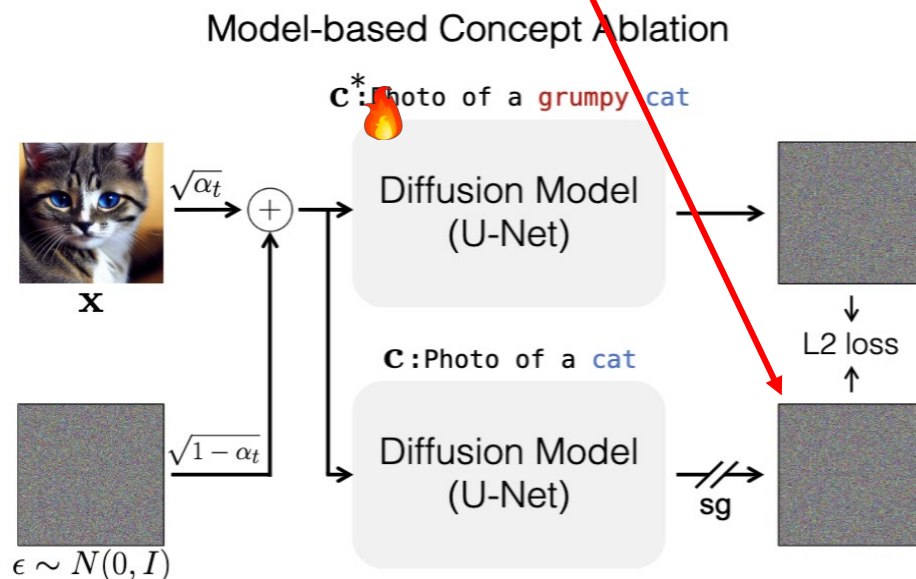 Model-based Concept Ablation
c*:Photo of a grumpy cat
√αt
+
Diffusion Model
(U-Net)
x
L2 loss
c:Photo of a cat
√1 − αt
Diffusion Model
(U-Net)
sg
ϵ ∼ N(0, I)